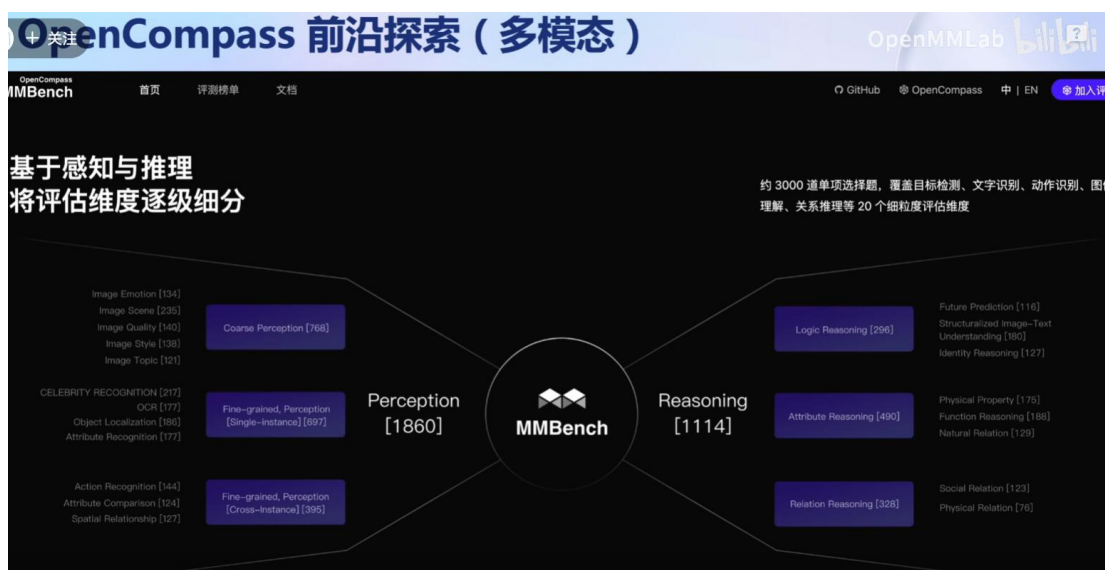 + 关注
OpenCompass 前沿探索（多模态）
OpenMMLab bilibili
OpenCompass
MMBench
首页
评测榜单
文档
GitHub
OpenCompass
中 | EN
加入评
基于感知与推理
将评估维度逐级细分
约 3000 道单项选择题，覆盖目标检测、文字识别、动作识别、图像
理解、关系推理等 20 个细粒度评估维度
Image Emotion [134]
Image Scene [235]
Image Quality [140]
Image Style [138]
Image Topic [121]
Coarse Perception [768]
CELEBRITY RECOGNITION [217]
OCR [177]
Object Localization [186]
Attribute Recognition [177]
Fine-grained, Perception
[Single-instance] [697]
Action Recognition [144]
Attribute Comparison [124]
Spatial Relationship [127]
Fine-grained, Perception
[Cross-Instance] [395]
Perception
[1860]
MMBench
Reasoning
[1114]
Logic Reasoning [296]
Future Prediction [116]
Structuralized Image-Text
Understanding [180]
Identity Reasoning [127]
Attribute Reasoning [490]
Physical Property [175]
Function Reasoning [188]
Natural Relation [129]
Relation Reasoning [328]
Social Relation [123]
Physical Relation [76]